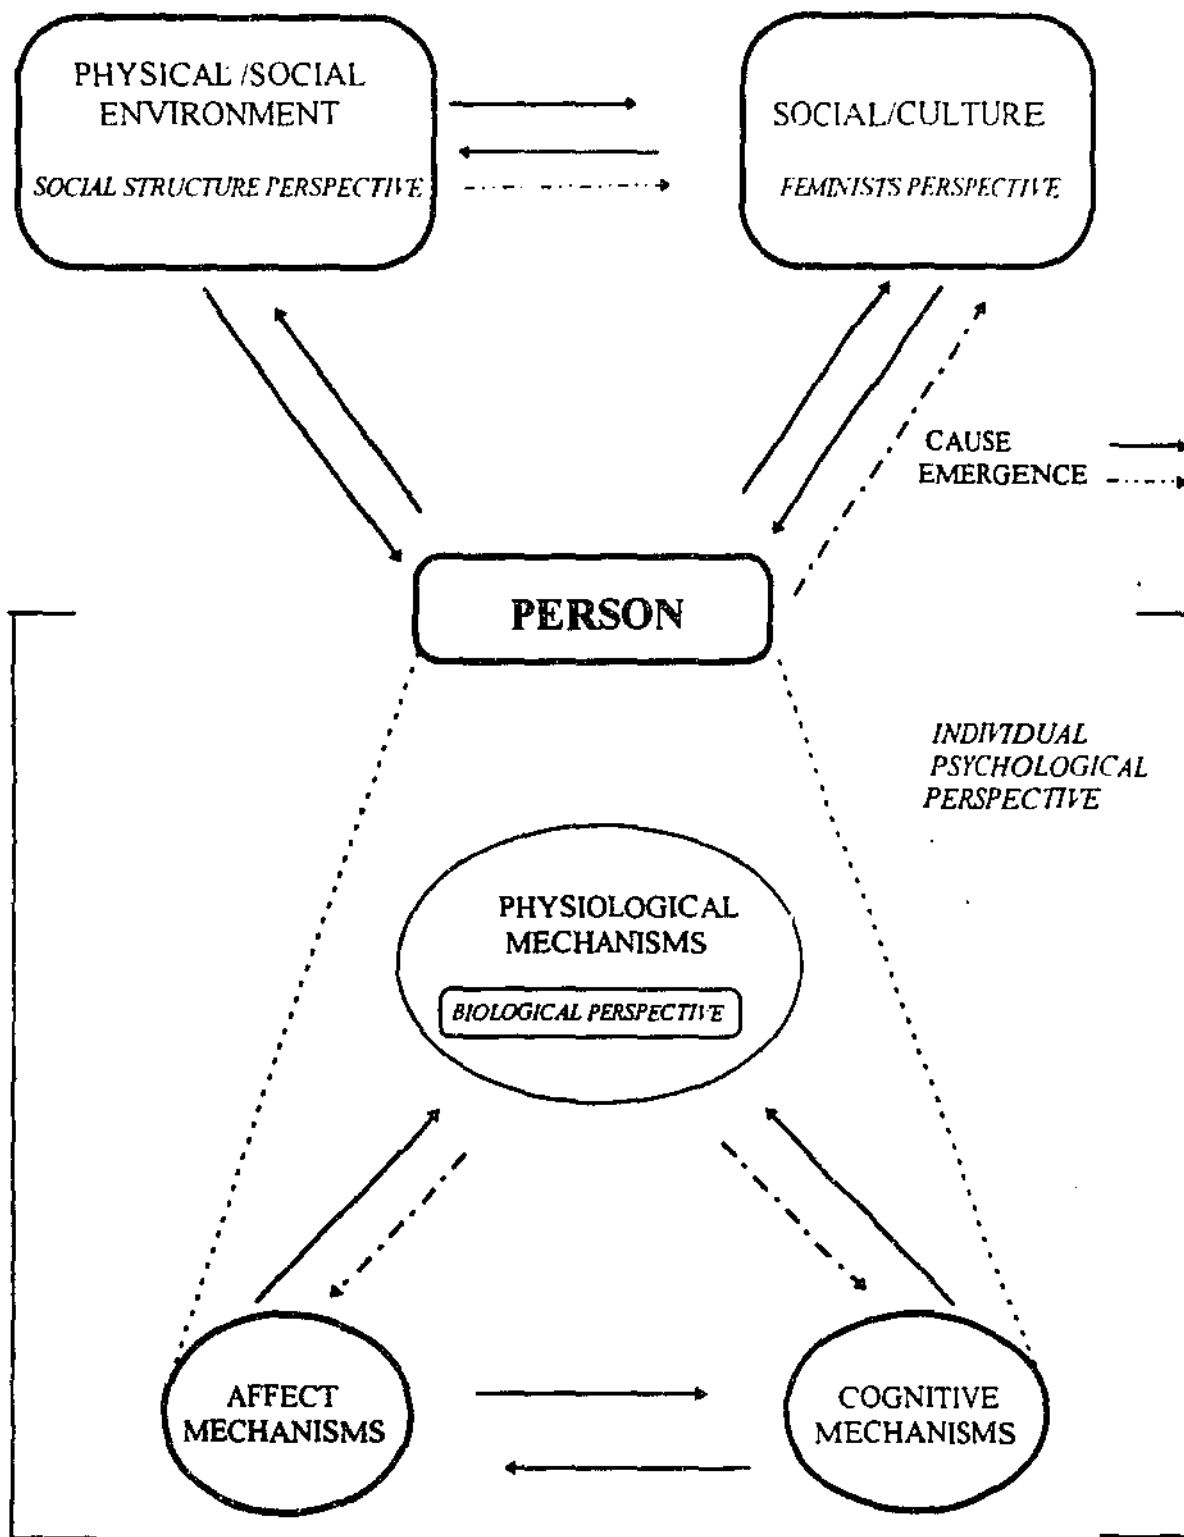 PHYSICAL /SOCIAL
ENVIRONMENT
SOCIAL STRUCTURE PERSPECTIVE
SOCIAL/CULTURE
FEMINISTS PERSPECTIVE
CAUSE
EMERGENCE
PERSON
INDIVIDUAL
PSYCHOLOGICAL
PERSPECTIVE
PHYSIOLOGICAL
MECHANISMS
BIOLOGICAL PERSPECTIVE
AFFECT
MECHANISMS
COGNITIVE
MECHANISMS